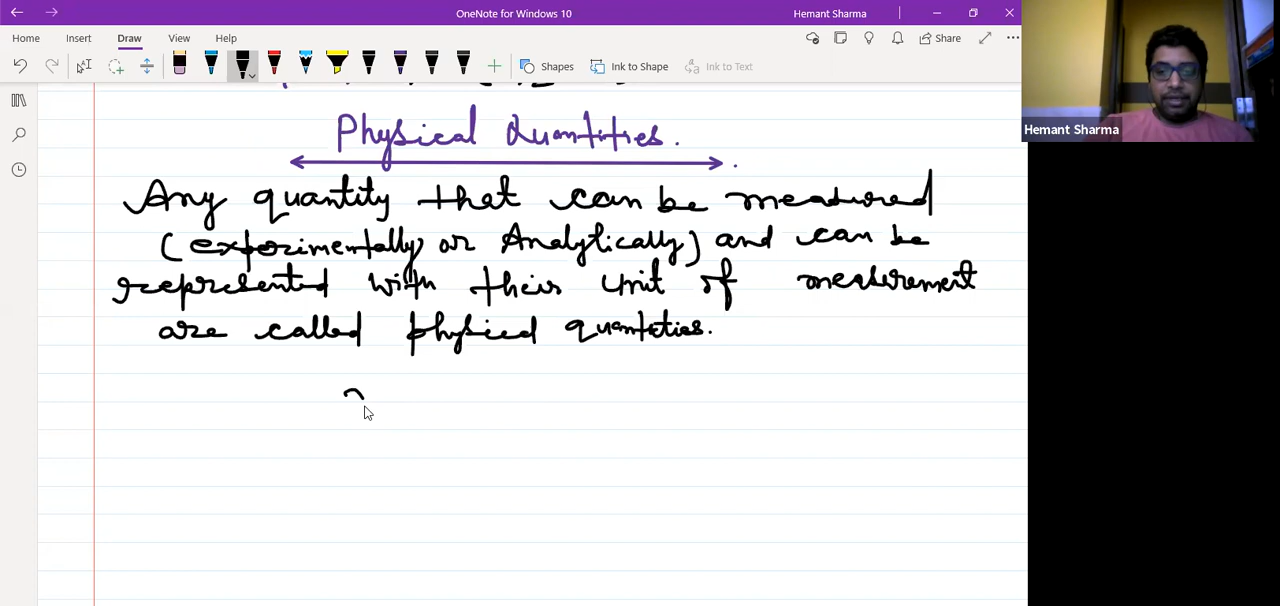 OneNote for Windows 10
Hemant Sharma
Home Insert Draw View Help
Share
Shapes Ink to Shape Ink to Text
Hemant Sharma
Physical Quantities.
Any quantity that can be measured
(experimentally or Analytically) and can be
represented with their unit of measurement
are called physical quantities.